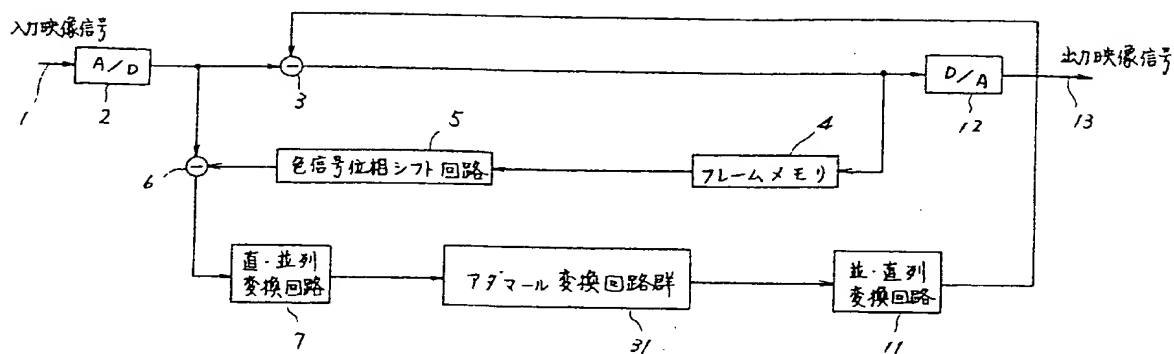 入力映像信号
1
A/D
2
3
D/A
12
出力映像信号
13
5
色信号位相シフト回路
4
フレームメモリ
6
直・並列
変換回路
7
アダマール変換回路群
31
並・直列
変換回路
11